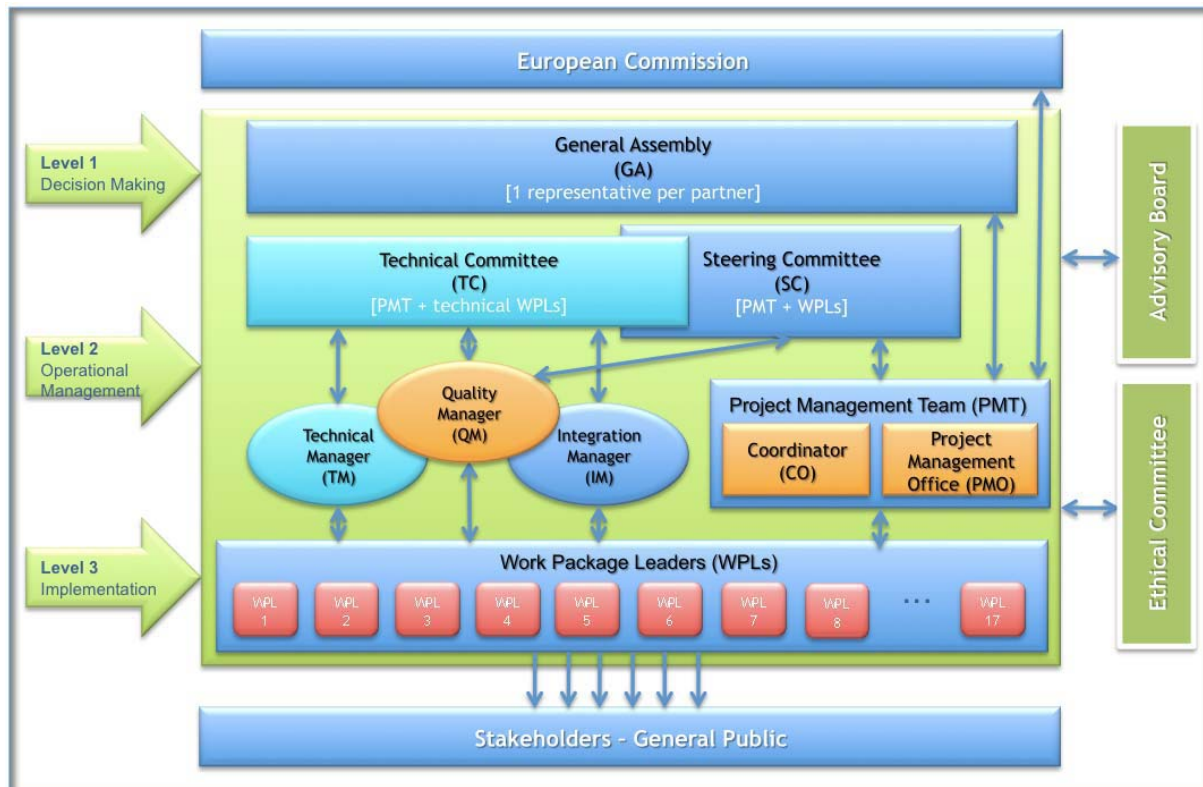 European Commission
Level 1
Decision Making
General Assembly
(GA)
[1 representative per partner]
Technical Committee
(TC)
[PMT + technical WPLs]
Steering Committee
(SC)
[PMT + WPLs]
Advisory Board
Level 2
Operational
Management
Quality
Manager
(QM)
Technical
Manager
(TM)
Integration
Manager
(IM)
Project Management Team (PMT)
Coordinator
(CO)
Project
Management
Office (PMO)
Ethical Committee
Level 3
Implementation
Work Package Leaders (WPLs)
WPL
1
WPL
2
WPL
3
WPL
4
WPL
5
WPL
6
WPL
7
WPL
8
...
WPL
17
Stakeholders – General Public